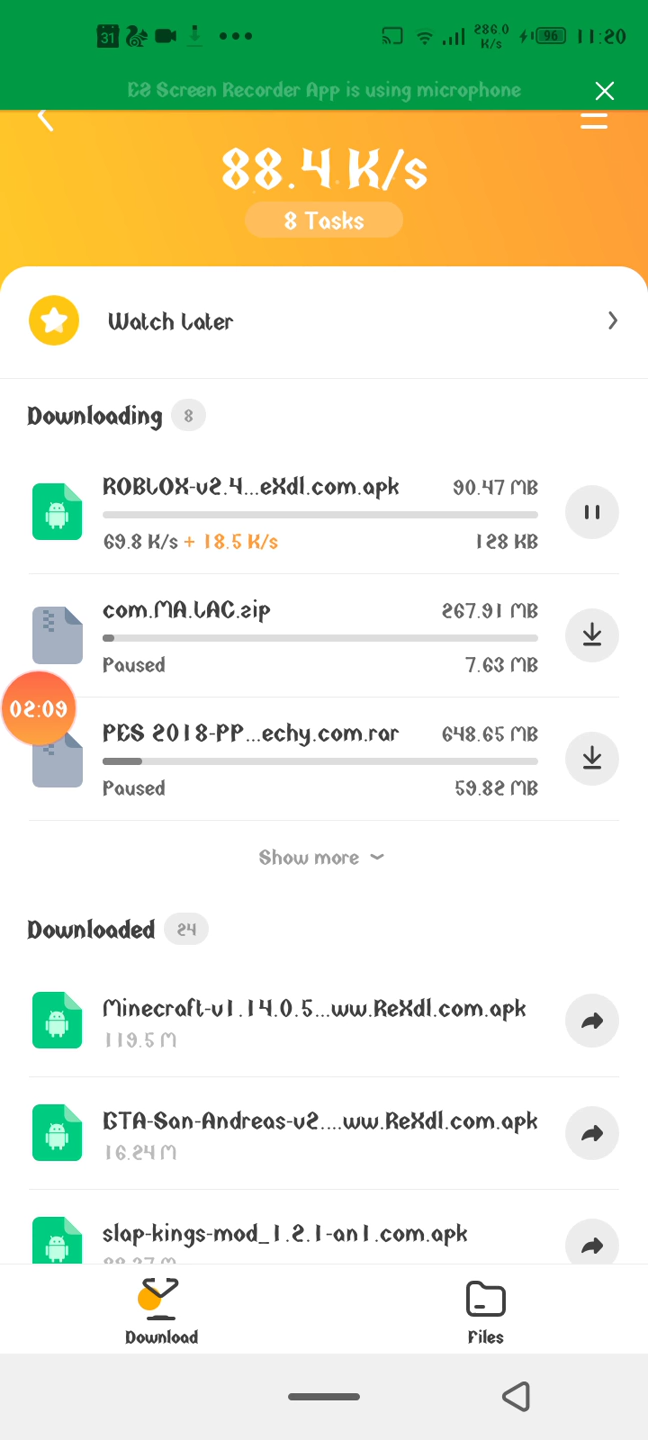 31
286.0
K/s
96
11:20
EZ Screen Recorder App is using microphone
88.4 K/s
8 Tasks
Watch Later
Downloading 8
ROBLOX-v2.4...eXdl.com.apk 90.47 MB
69.8 K/s + 18.5 K/s 128 KB
com.MA.LAC.zip 267.91 MB
Paused 7.63 MB
02:09
PES 2018-PP...echy.com.rar 648.65 MB
Paused 59.82 MB
Show more
Downloaded 24
Minecraft-v1.14.0.5...ww.ReXdl.com.apk
119.5 M
GTA-San-Andreas-v2....ww.ReXdl.com.apk
16.24 M
slap-kings-mod_1.2.1-an1.com.apk
Download
Files